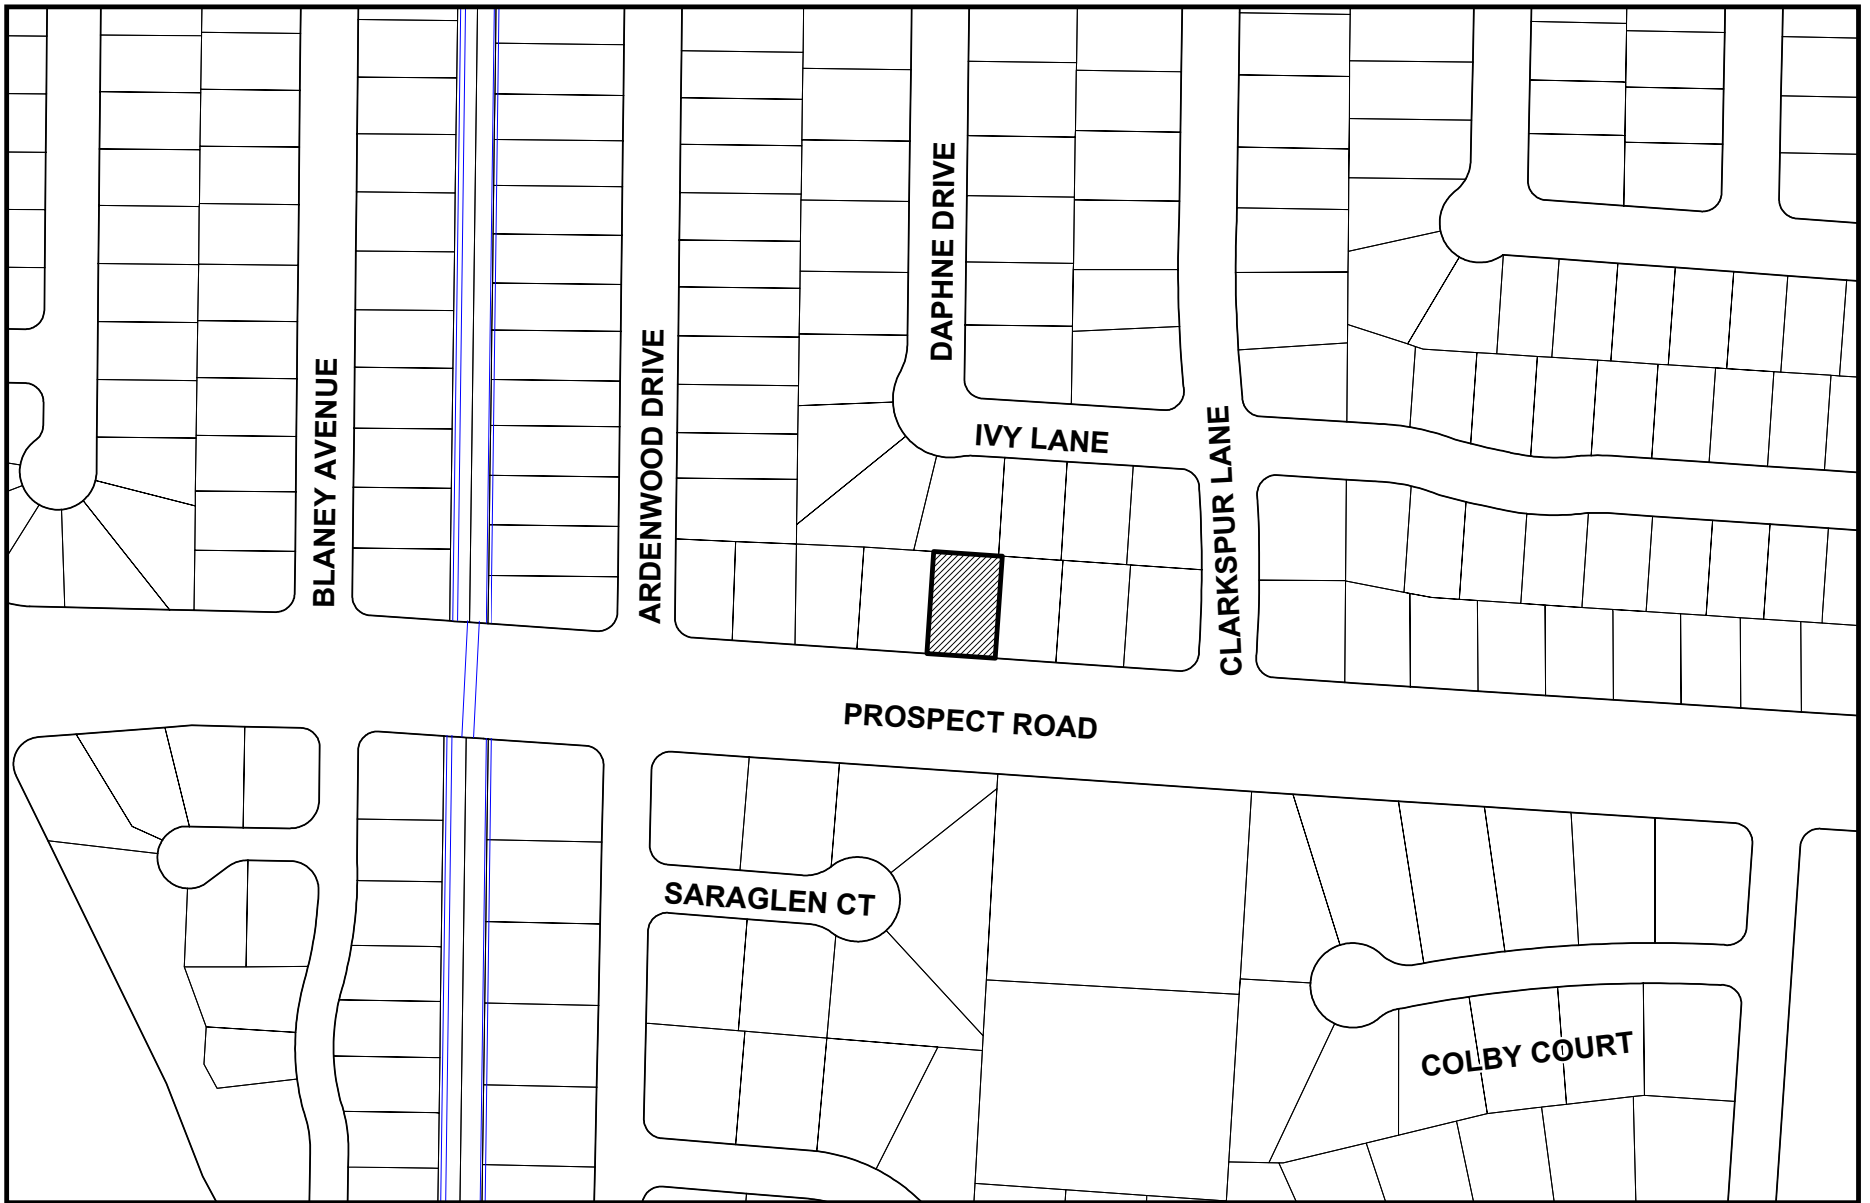 DAPHNE DRIVE
BLANEY AVENUE
ARDENWOOD DRIVE
IVY LANE
CLARKSPUR LANE
PROSPECT ROAD
SARAGLEN CT
COLBY COURT